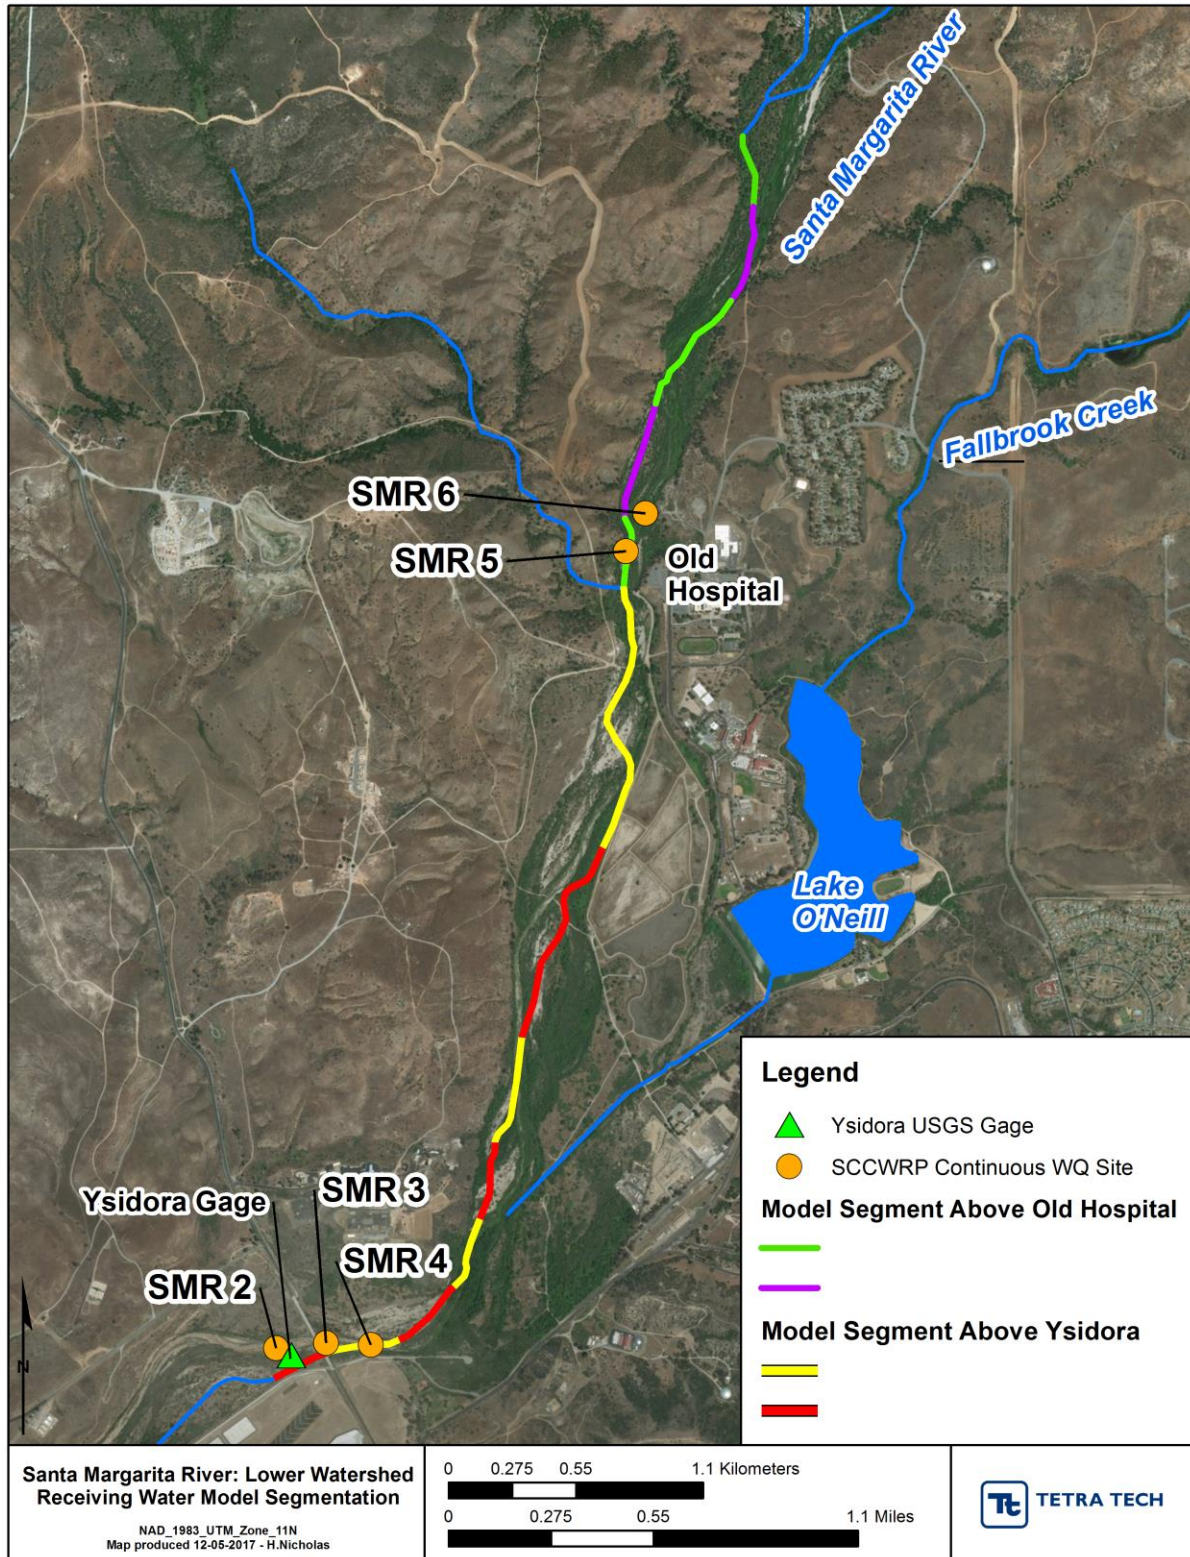 Santa Margarita River
Fallbrook Creek
SMR 6
SMR 5
Old
Hospital
Lake
O'Neill
Ysidora Gage
SMR 3
SMR 4
SMR 2
N
Legend
Ysidora USGS Gage
SCCWRP Continuous WQ Site
Model Segment Above Old Hospital
Model Segment Above Ysidora
Santa Margarita River: Lower Watershed
Receiving Water Model Segmentation
NAD_1983_UTM_Zone_11N
Map produced 12-05-2017 - H.Nicholas
0 0.275 0.55 1.1 Kilometers
0 0.275 0.55 1.1 Miles
Tt TETRA TECH